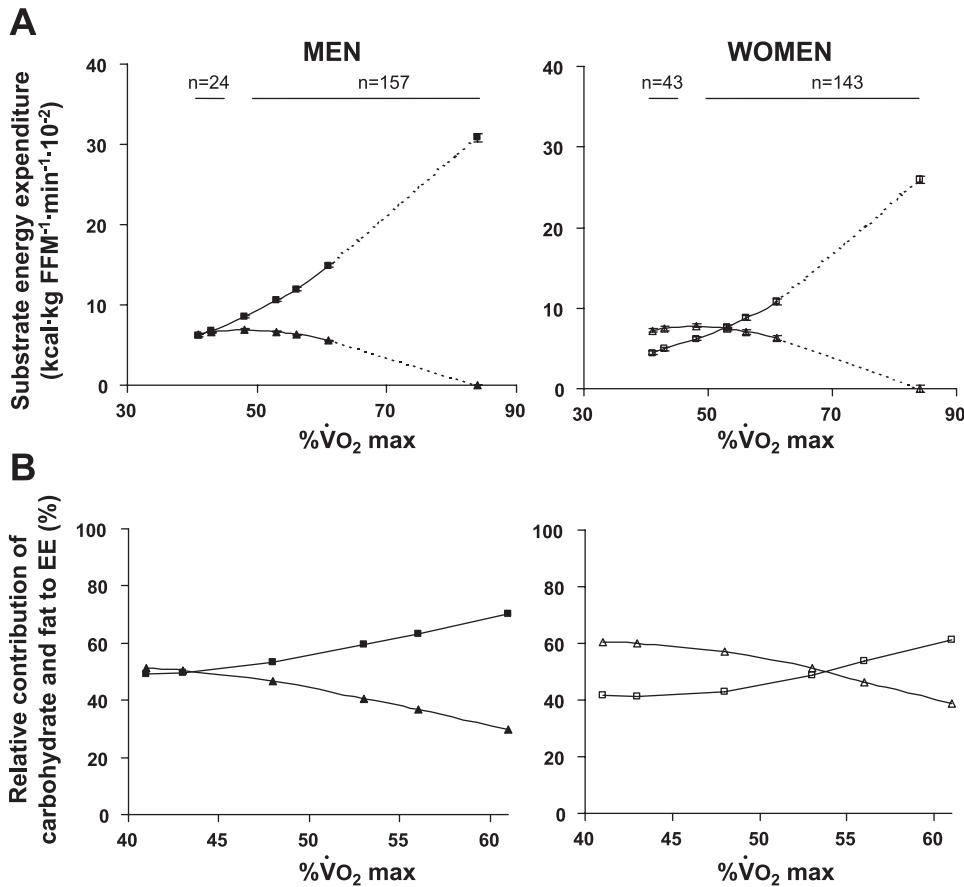 A
MEN
WOMEN
Substrate energy expenditure
(kcal·kg FFM⁻¹·min⁻¹·10⁻²)
40
30
20
10
0
n=24
n=157
30
50
70
90
%V̇O₂ max
40
30
20
10
0
n=43
n=143
30
50
70
90
%V̇O₂ max
B
Relative contribution of
carbohydrate and fat to EE (%)
100
80
60
40
20
0
40
45
50
55
60
%V̇O₂ max
100
80
60
40
20
0
40
45
50
55
60
%V̇O₂ max